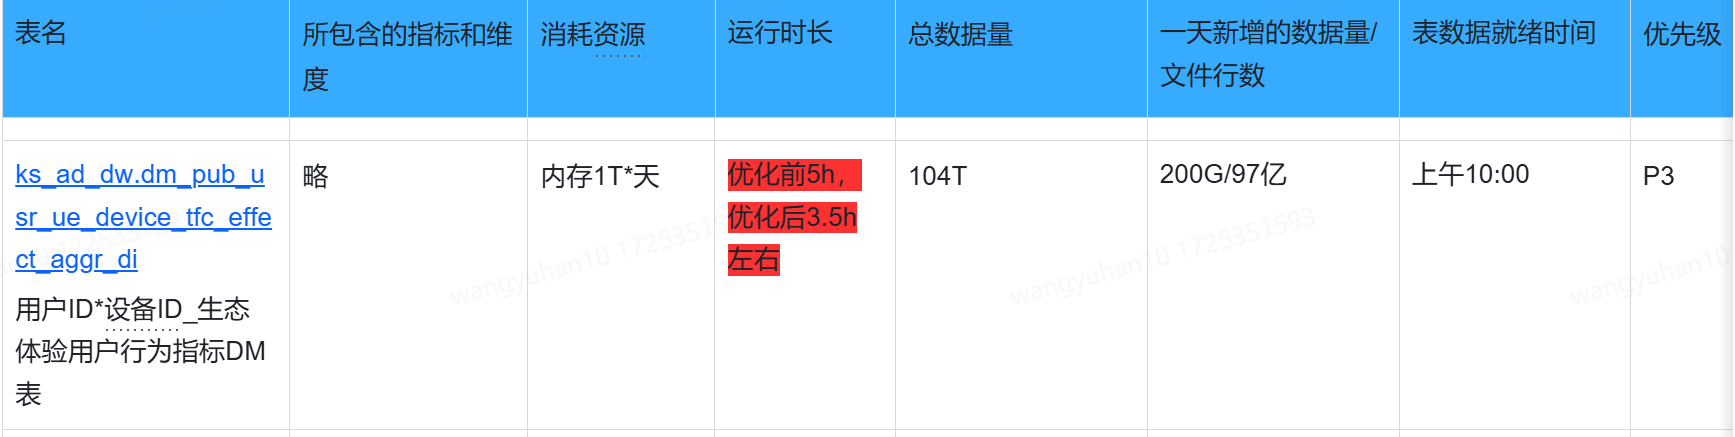 表名
所包含的指标和维
度
消耗资源
运行时长
总数据量
一天新增的数据量/
文件行数
表数据就绪时间
优先级
ks_ad_dw.dm_pub_u
sr_ue_device_tfc_effe
ct_aggr_di
用户ID*设备ID_生态
体验用户行为指标DM
表
略
内存1T*天
优化前5h，
优化后3.5h
左右
104T
200G/97亿
上午10:00
P3
wangyuhan10 1725351593
wangyuhan10 1725351593
wangyuhan10